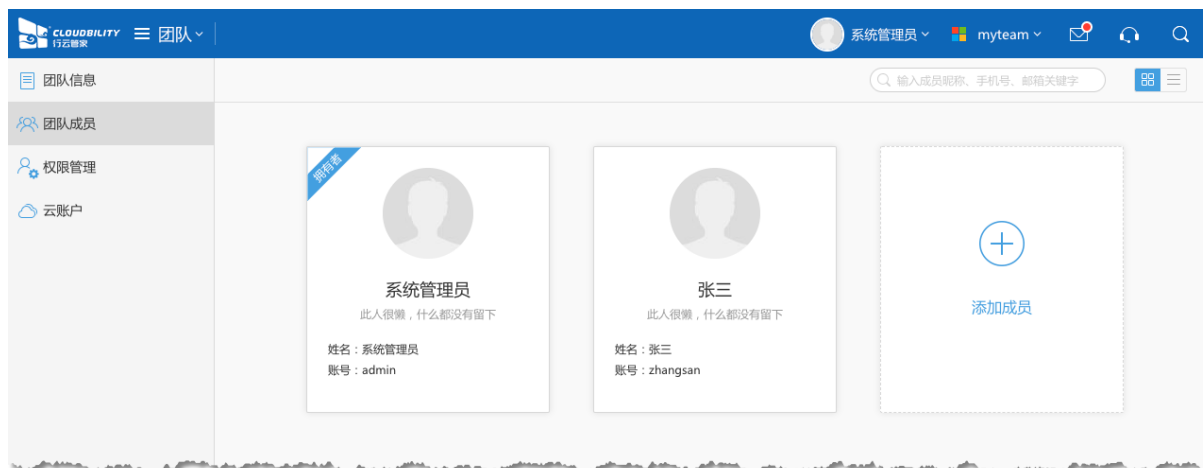 CLOUDBILITY
行云管家
团队
系统管理员
myteam
团队信息
输入成员昵称、手机号、邮箱关键字
团队成员
权限管理
云账户
拥有者
系统管理员
此人很懒，什么都没有留下
姓名：系统管理员
账号：admin
张三
此人很懒，什么都没有留下
姓名：张三
账号：zhangsan
添加成员